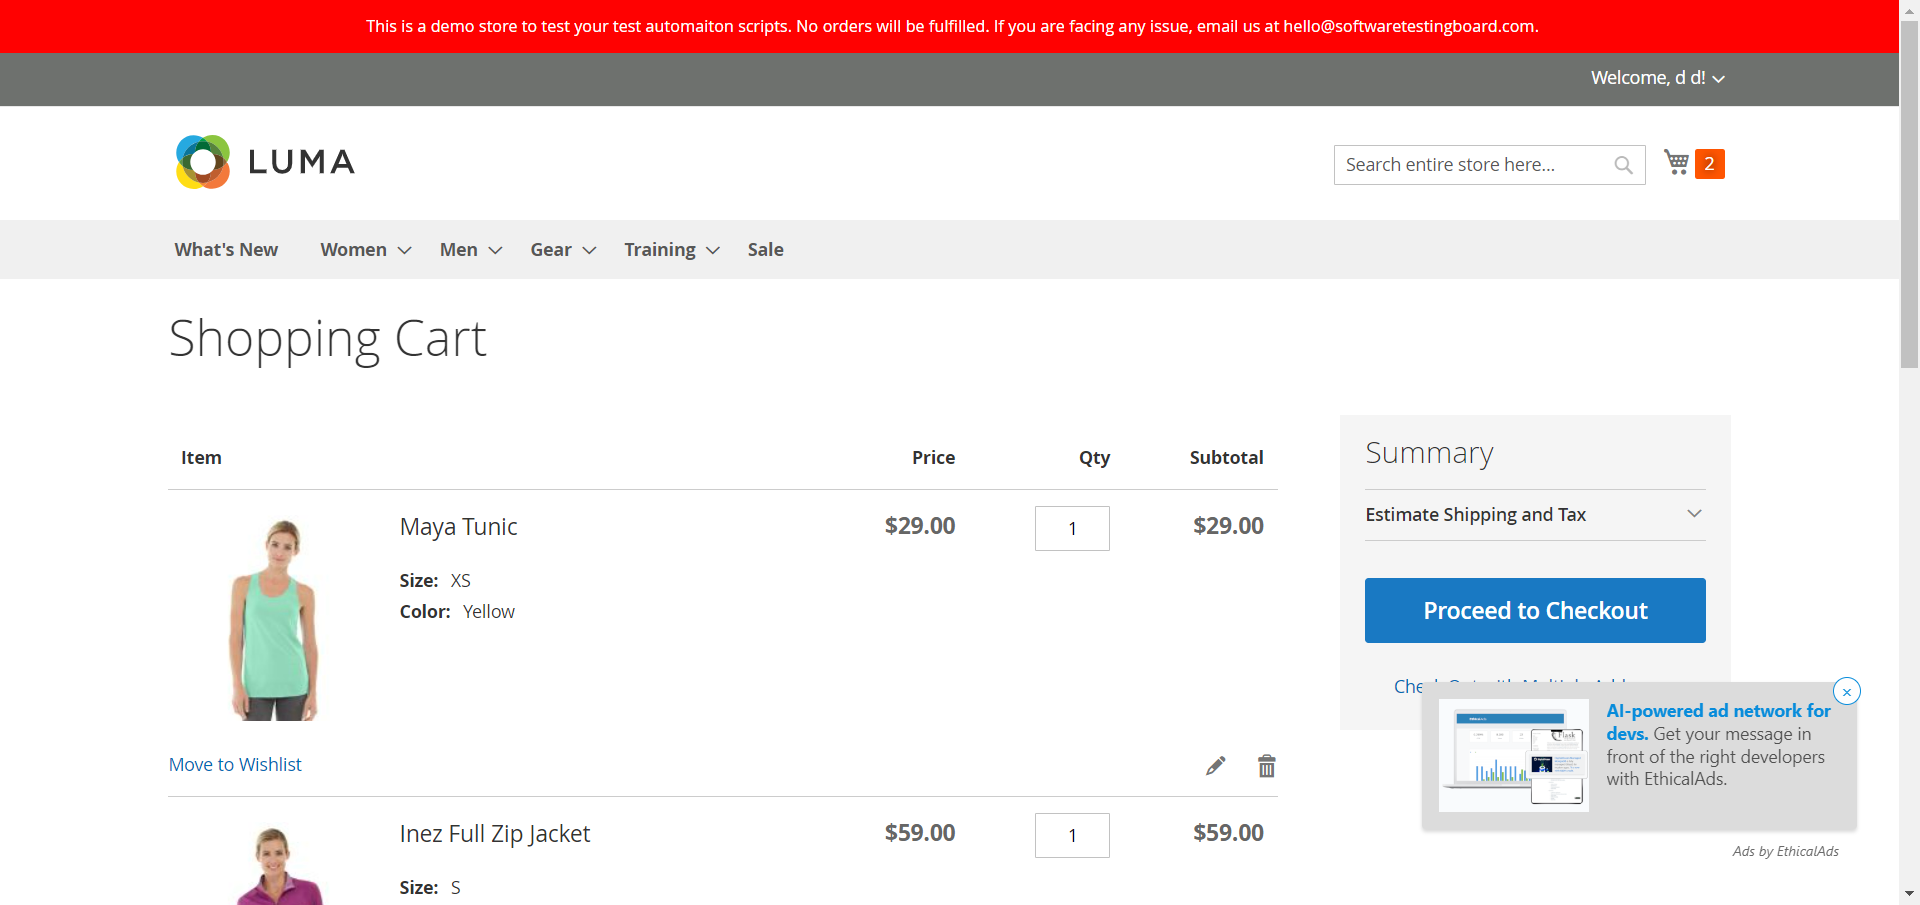 This is a demo store to test your test automaiton scripts. No orders will be fulfilled. If you are facing any issue, email us at hello@softwaretestingboard.com.
Welcome, d d!
LUMA
Search entire store here...
2
What's New Women Men Gear Training Sale
Shopping Cart
Item Price Qty Subtotal
Maya Tunic $29.00 1 $29.00
Size: XS
Color: Yellow
Move to Wishlist
Inez Full Zip Jacket $59.00 1 $59.00
Size: S
Summary
Estimate Shipping and Tax
Proceed to Checkout
AI-powered ad network for
devs. Get your message in
front of the right developers
with EthicalAds.
Ads by EthicalAds